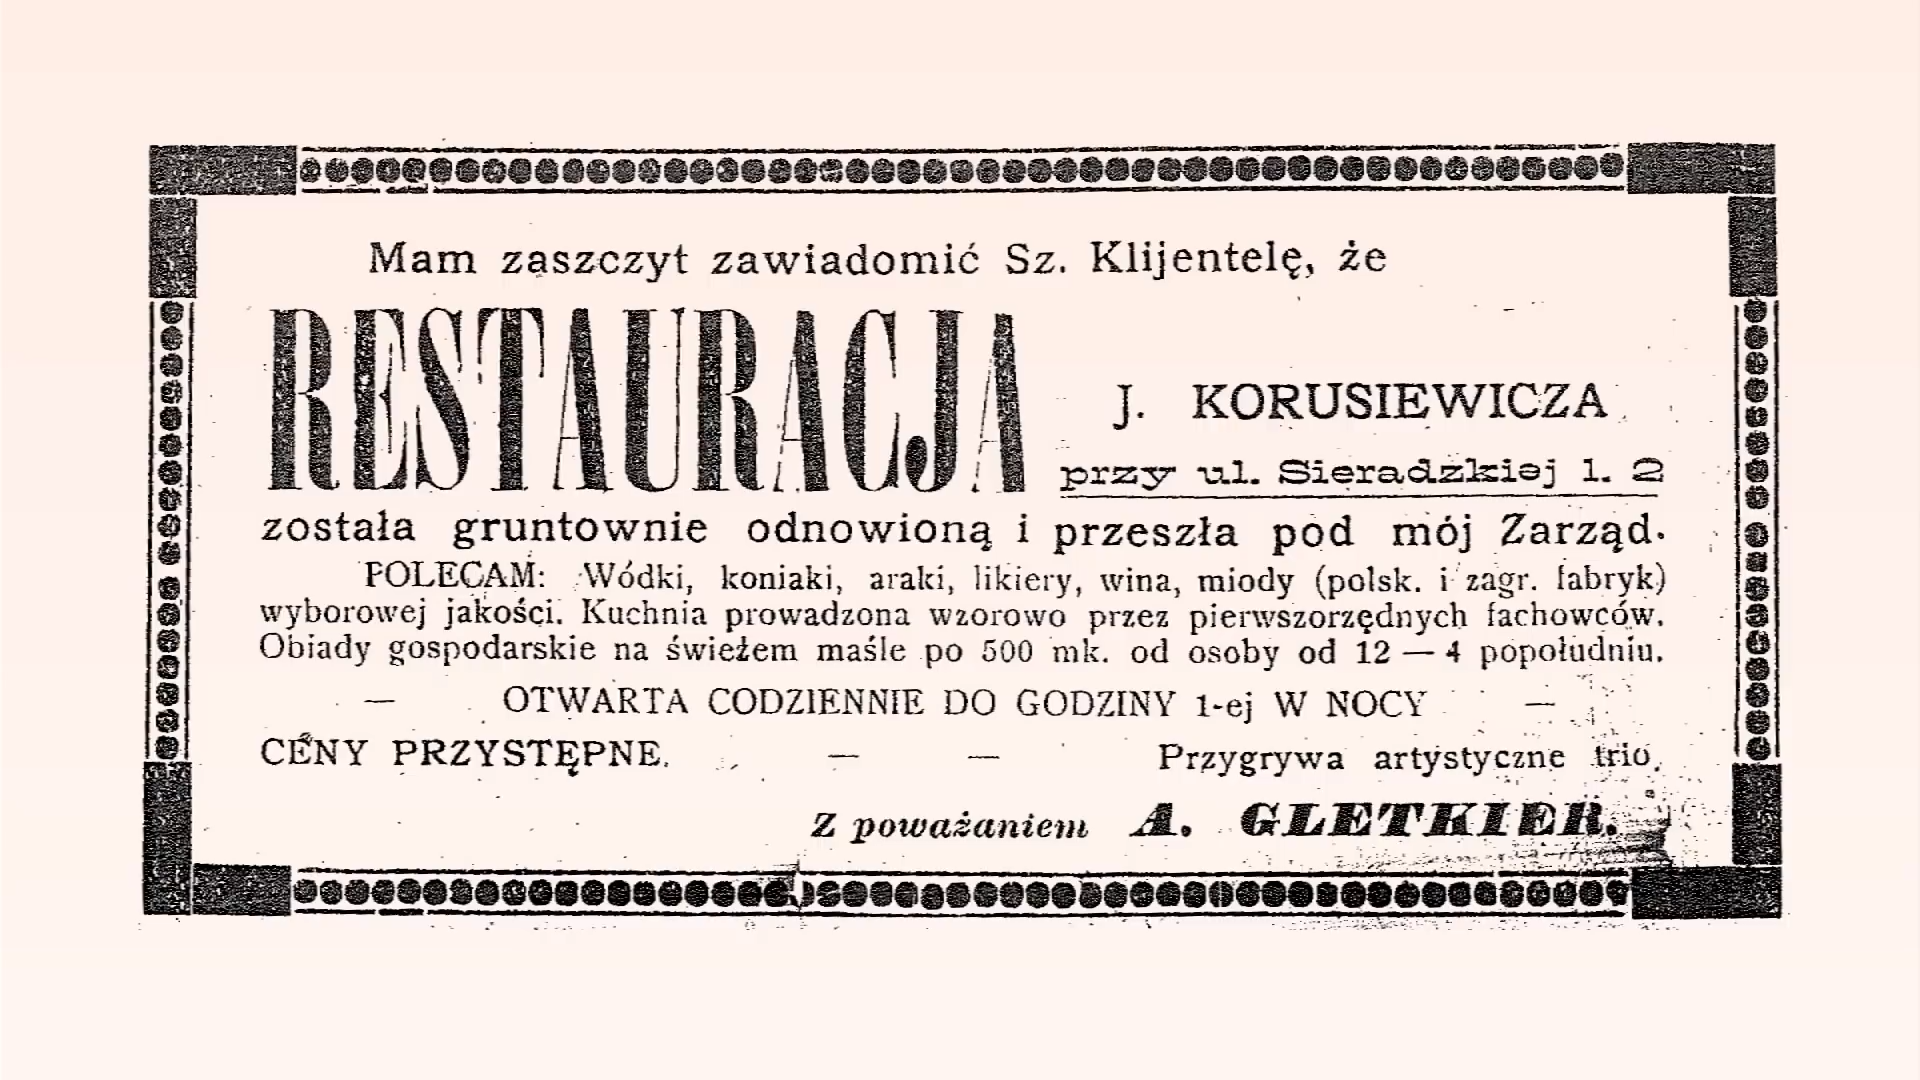 Mam zaszczyt zawiadomić Sz. Klijentelę, że
RESTAURACJA
J. KORUSIEWICZA
przy ul. Sieradzkiej l. 2
została gruntownie odnowioną i przeszła pod mój Zarząd.
POLECAM: Wódki, koniaki, araki, likiery, wina, miody (polsk. i zagr. fabryk)
wyborowej jakości. Kuchnia prowadzona wzorowo przez pierwszorzędnych fachowców.
Obiady gospodarskie na świeżem maśle po 500 mk. od osoby od 12 — 4 popołudniu.
— OTWARTA CODZIENNIE DO GODZINY 1-ej W NOCY —
CENY PRZYSTĘPNE. — — Przygrywa artystyczne trio.
Z poważaniem A. GLETKIER.